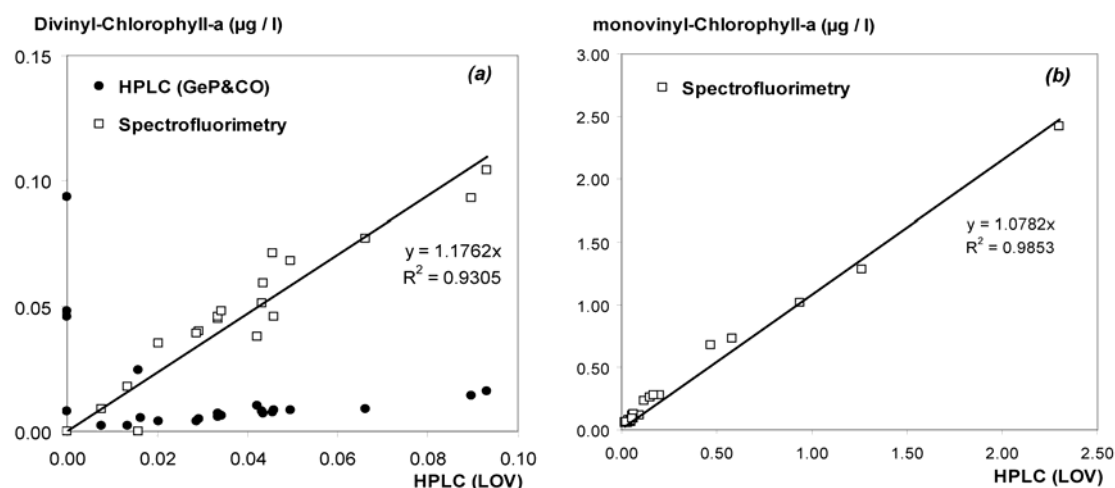 Divinyl-Chlorophyll-a (µg / l)
0.15
(a)
HPLC (GeP&CO)
Spectrofluorimetry
0.10
y = 1.1762x
R² = 0.9305
0.05
0.00
0.00 0.02 0.04 0.06 0.08 0.10
HPLC (LOV)
monovinyl-Chlorophyll-a (µg / l)
3.00
(b)
Spectrofluorimetry
2.50
2.00
y = 1.0782x
R² = 0.9853
1.50
1.00
0.50
0.00
0.00 0.50 1.00 1.50 2.00 2.50
HPLC (LOV)